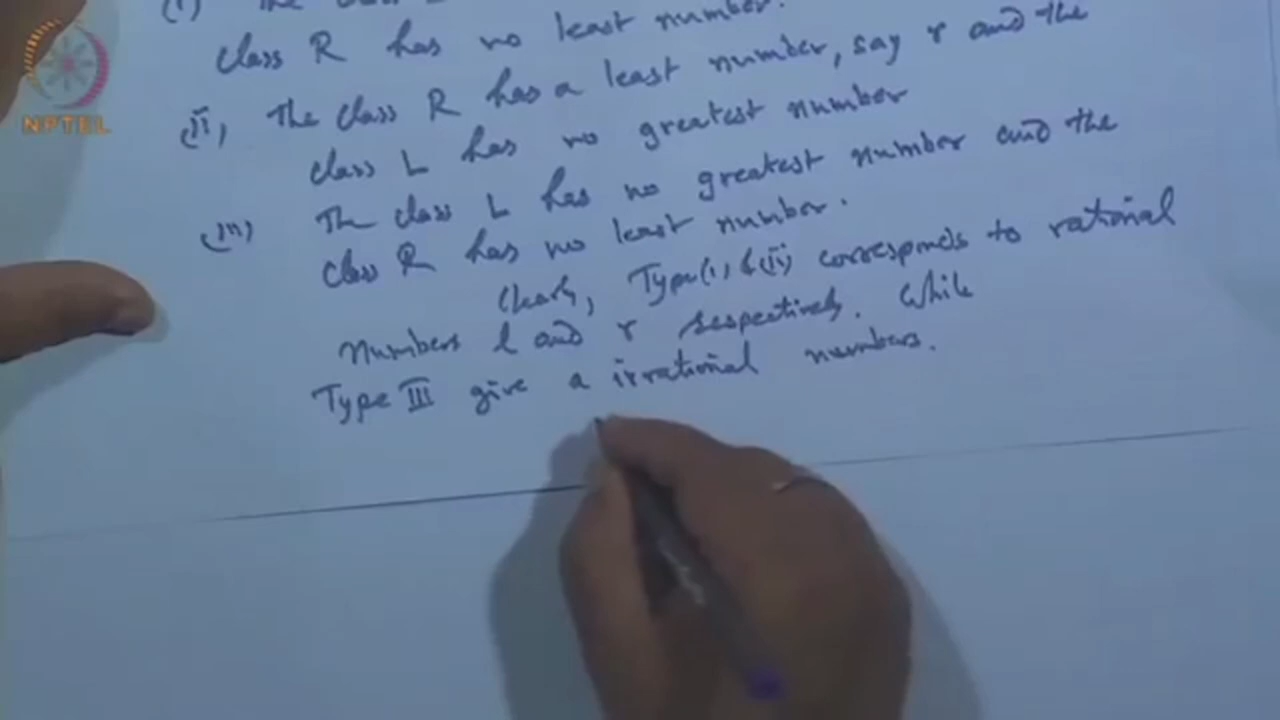 (i) The class
class R has no least number.
(ii) The class R has a least number, say r and the
class L has no greatest number
(iii) The class L has no greatest number and the
class R has no least number.
Clearly, Type (i) & (ii) corresponds to rational
numbers l and r respectively. While
Type III give a irrational numbers.
NPTEL